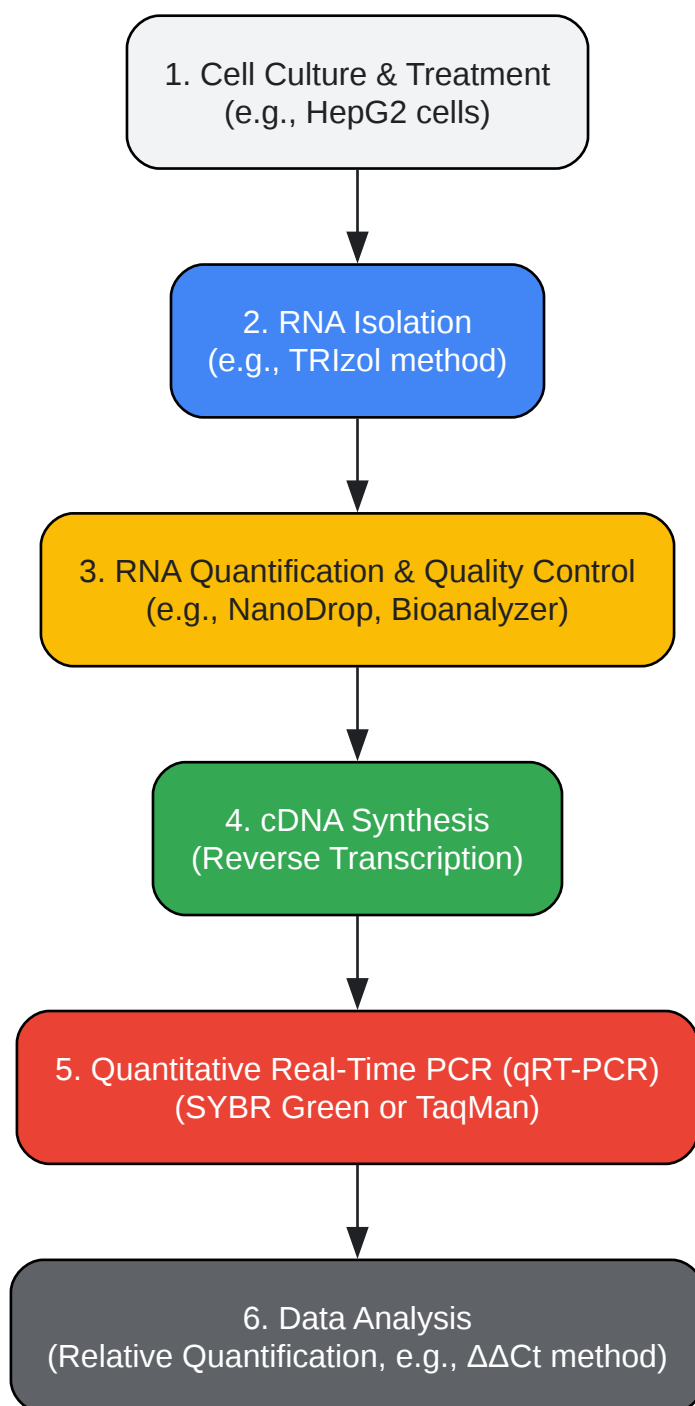 1. Cell Culture & Treatment
(e.g., HepG2 cells)
2. RNA Isolation
(e.g., TRIzol method)
3. RNA Quantification & Quality Control
(e.g., NanoDrop, Bioanalyzer)
4. cDNA Synthesis
(Reverse Transcription)
5. Quantitative Real-Time PCR (qRT-PCR)
(SYBR Green or TaqMan)
6. Data Analysis
(Relative Quantification, e.g., ΔΔCt method)